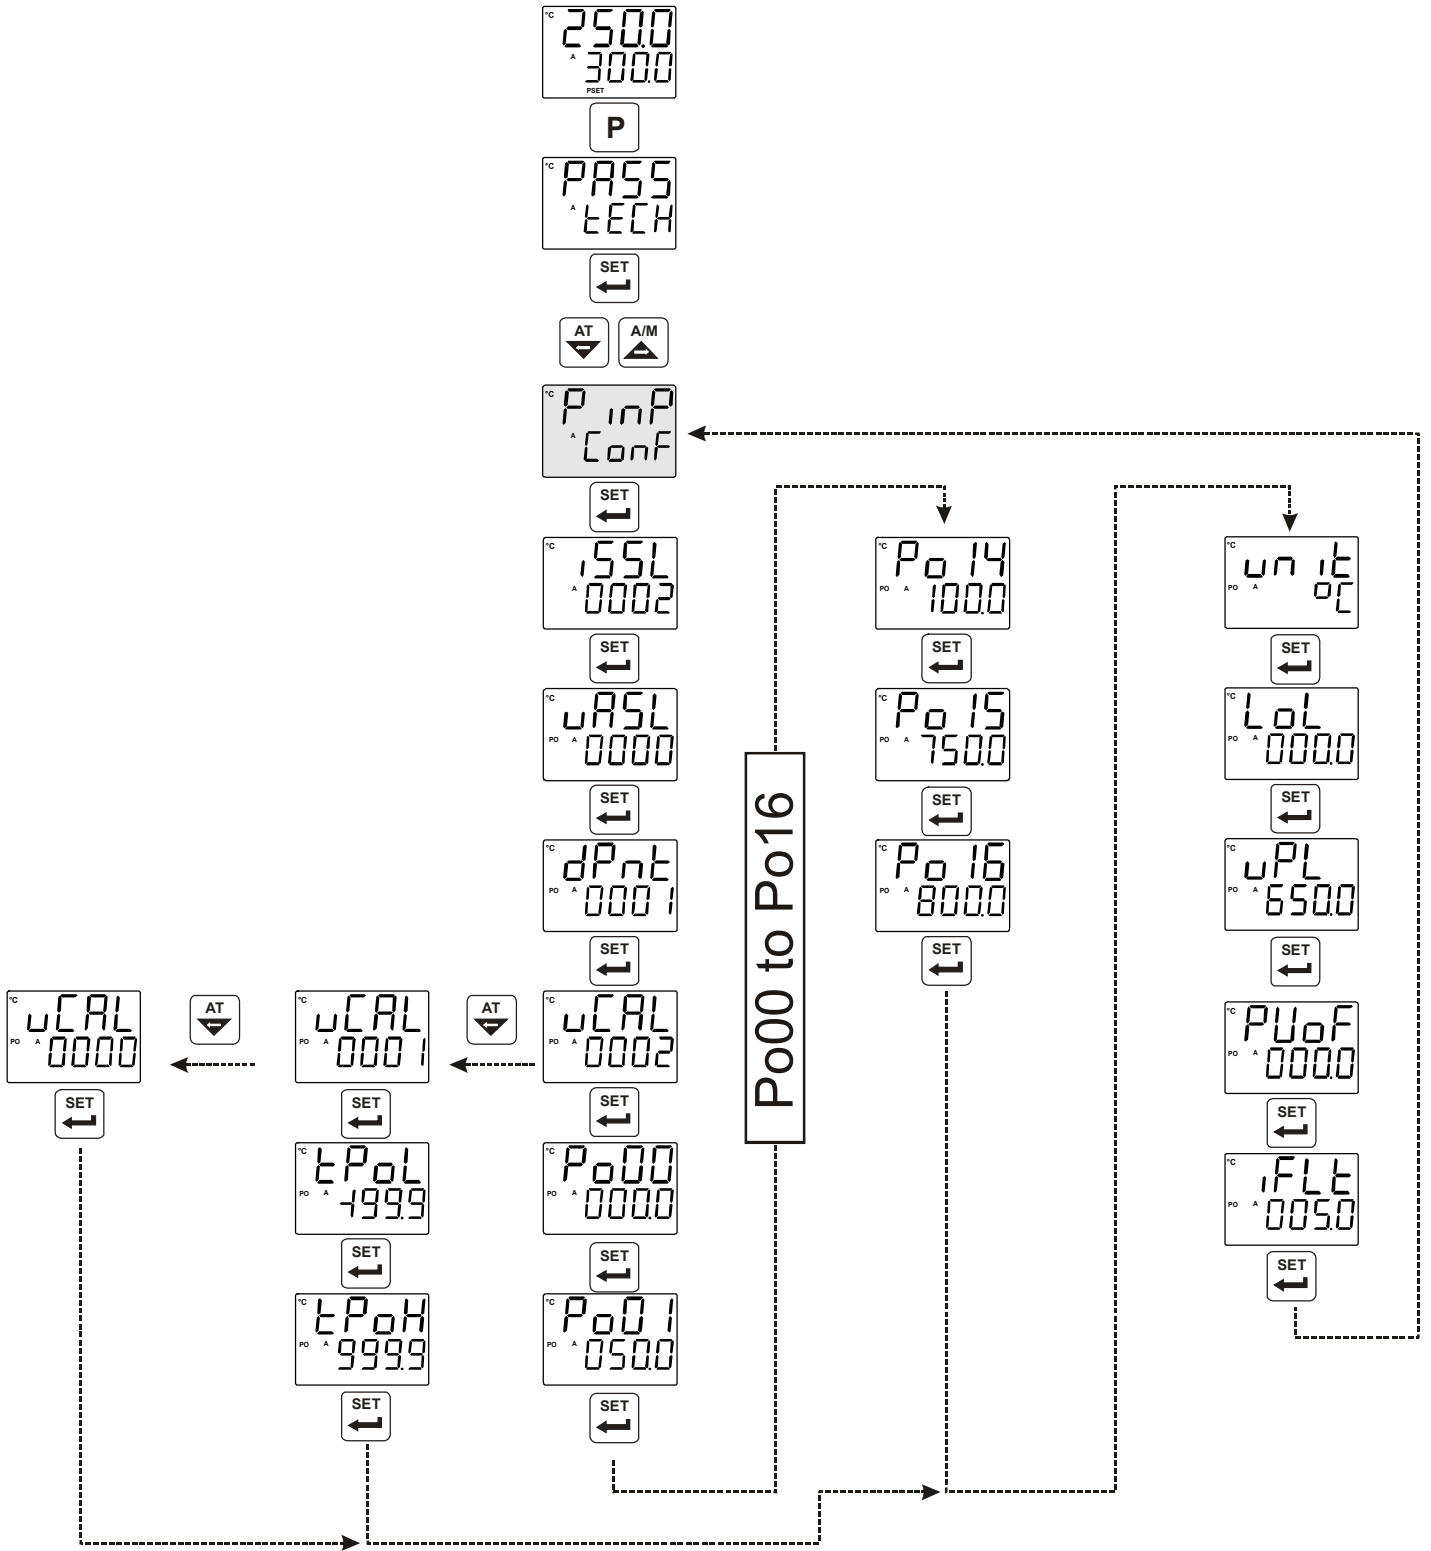 °C 250.0
A 300.0
PSET
P
°C PASS
A tECH
SET
AT A/M
°C P inP
A ConF
SET
°C iSSL
A 0002
SET
°C uASL
PO A 0000
SET
°C dPnt
PO A 0001
SET
°C uCAL
PO A 0002
SET
°C Po00
PO A 000.0
SET
°C Po01
PO A 050.0
SET
AT
°C uCAL
PO A 0001
SET
°C tPoL
PO A -199.9
SET
°C tPoH
PO A 999.9
SET
AT
°C uCAL
PO A 0000
SET
Po00 to Po16
°C Po14
PO A 100.0
SET
°C Po15
PO A 750.0
SET
°C Po16
PO A 800.0
SET
°C unit
PO A °C
SET
°C LoL
PO A 000.0
SET
°C uPL
PO A 650.0
SET
°C PUoF
PO A 000.0
SET
°C iFLt
PO A 005.0
SET